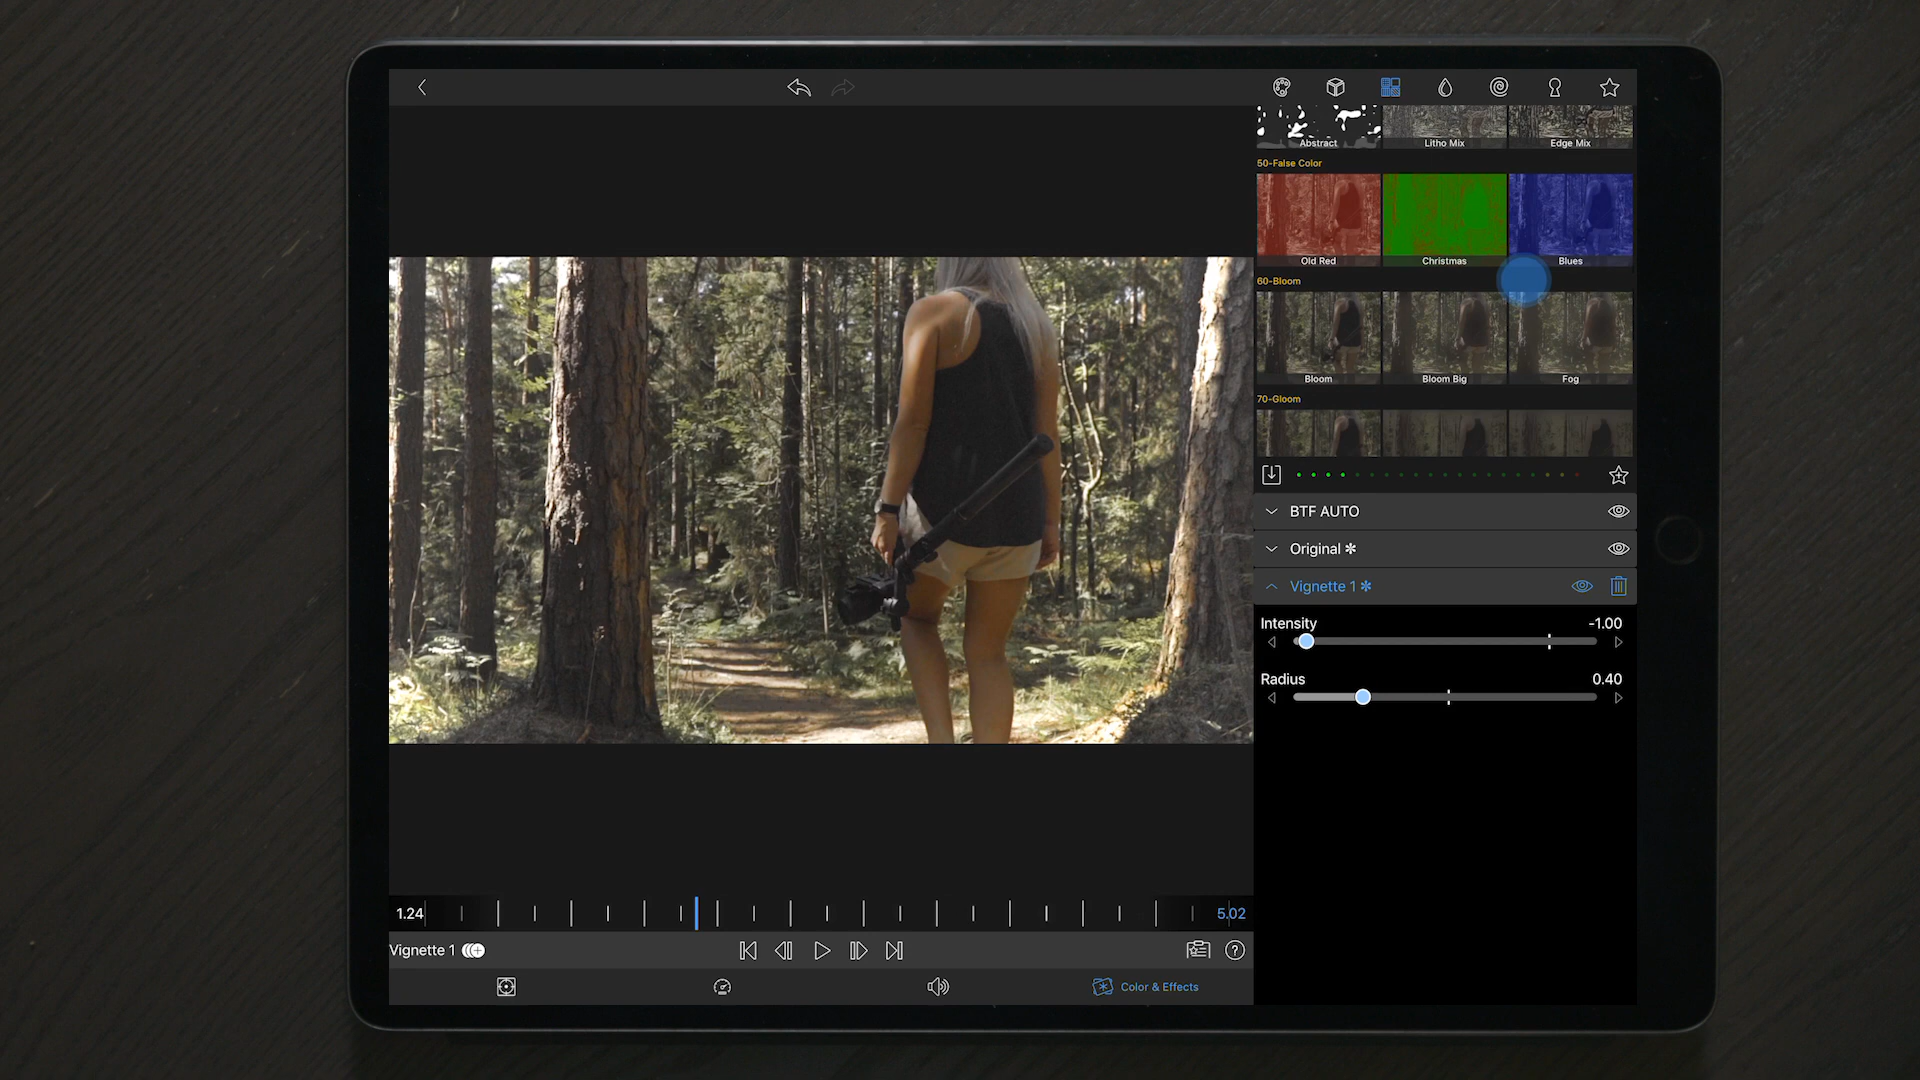 Abstract
Litho Mix
Edge Mix
50-False Color
Old Red
Christmas
Blues
60-Bloom
Bloom
Bloom Big
Fog
70-Gloom
BTF AUTO
Original ✻
Vignette 1 ✻
Intensity
-1.00
Radius
0.40
1.24
5.02
Vignette 1
?
Color & Effects